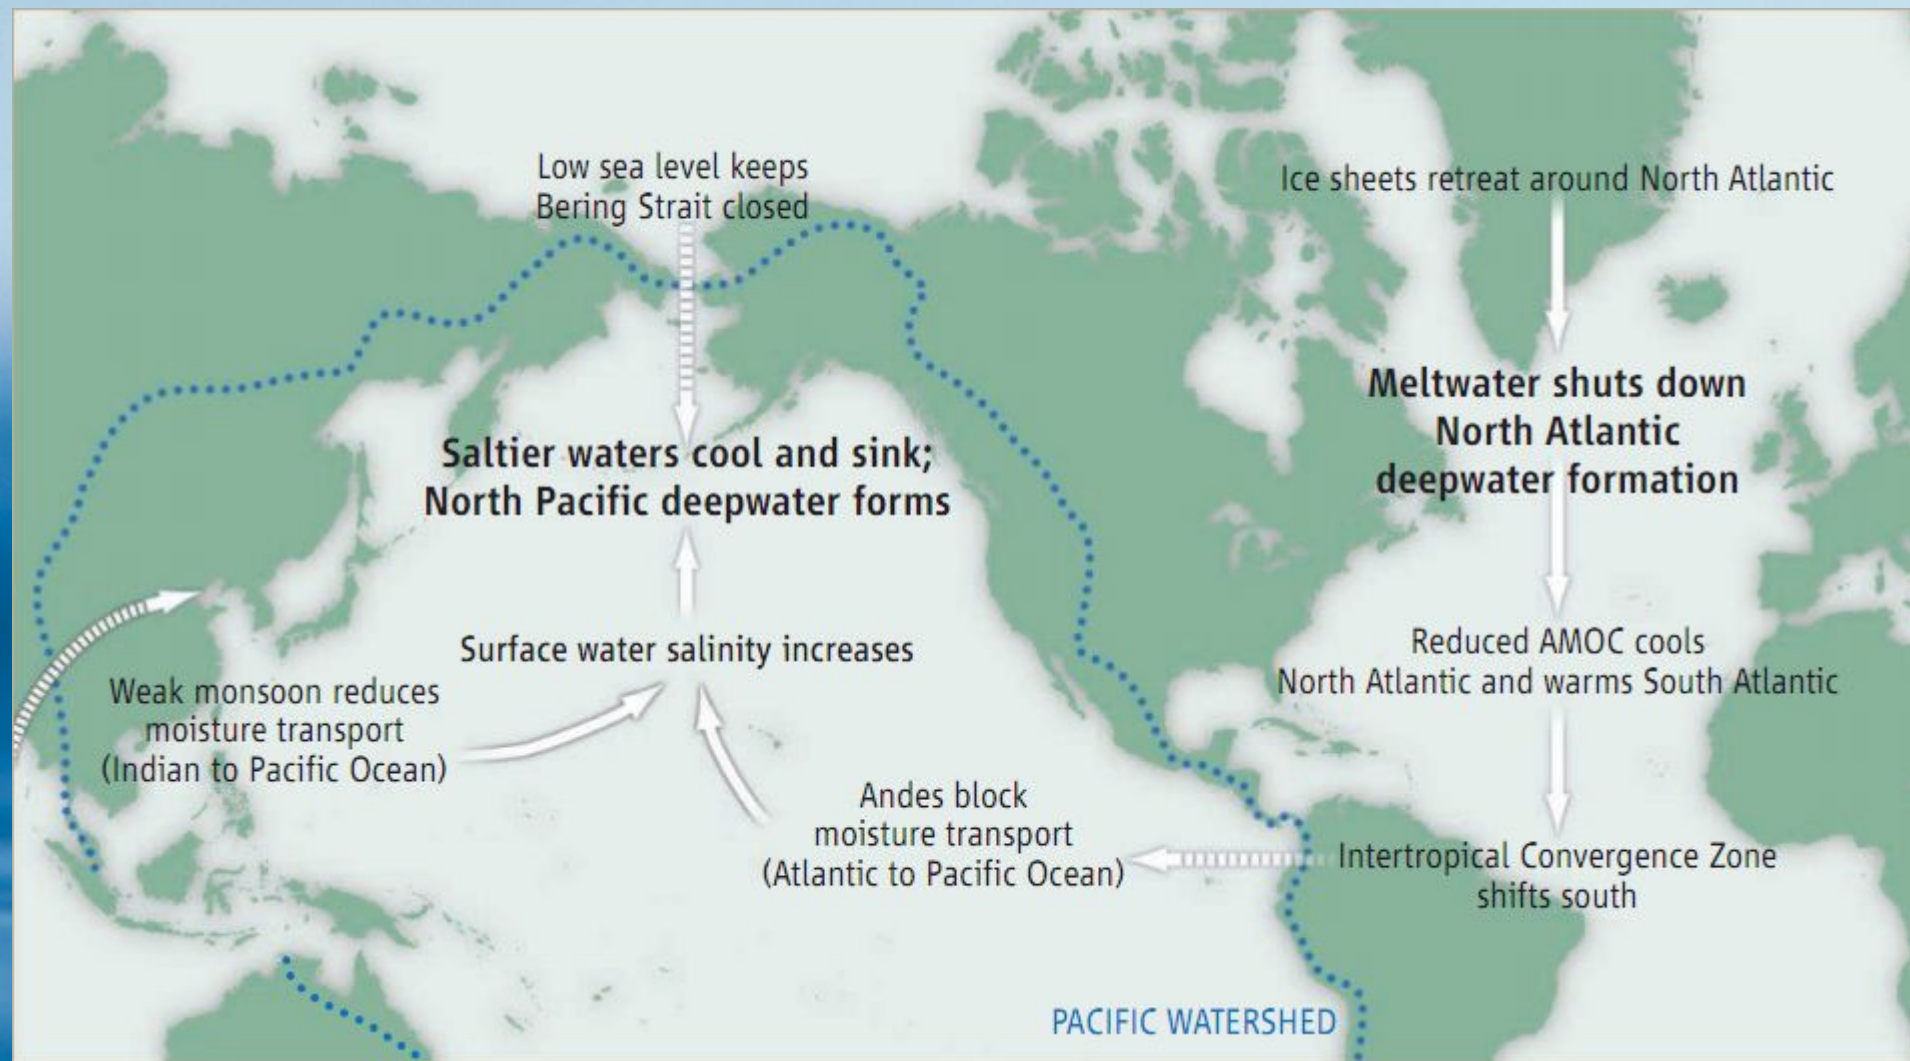 Low sea level keeps
Bering Strait closed
Ice sheets retreat around North Atlantic
Meltwater shuts down
North Atlantic
deepwater formation
Saltier waters cool and sink;
North Pacific deepwater forms
Surface water salinity increases
Reduced AMOC cools
North Atlantic and warms South Atlantic
Weak monsoon reduces
moisture transport
(Indian to Pacific Ocean)
Andes block
moisture transport
(Atlantic to Pacific Ocean)
Intertropical Convergence Zone
shifts south
PACIFIC WATERSHED